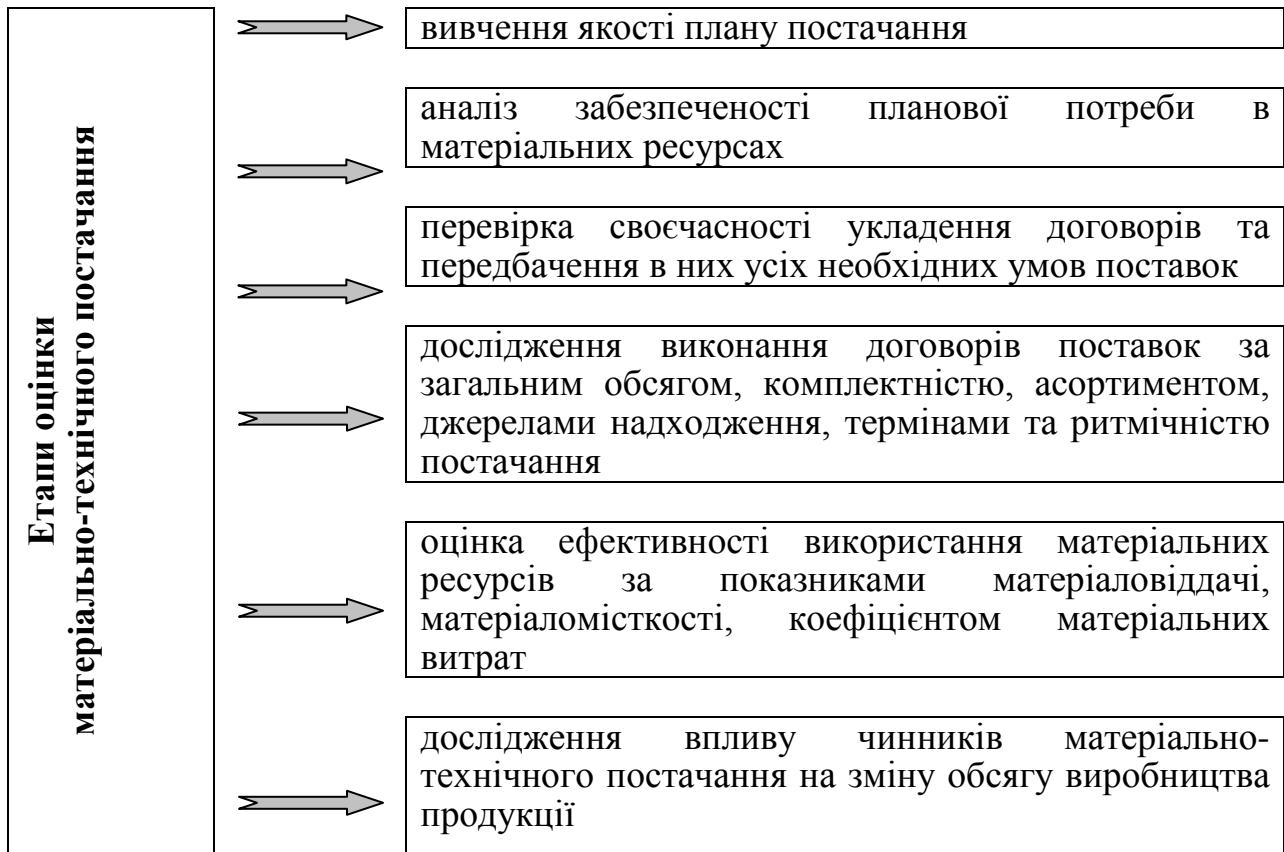 Етапи оцінки
матеріально-технічного постачання
вивчення якості плану постачання
аналіз забезпеченості планової потреби в
матеріальних ресурсах
перевірка своєчасності укладення договорів та
передбачення в них усіх необхідних умов поставок
дослідження виконання договорів поставок за
загальним обсягом, комплектністю, асортиментом,
джерелами надходження, термінами та ритмічністю
постачання
оцінка ефективності використання матеріальних
ресурсів за показниками матеріаловіддачі,
матеріаломісткості, коефіцієнтом матеріальних
витрат
дослідження впливу чинників матеріально-
технічного постачання на зміну обсягу виробництва
продукції